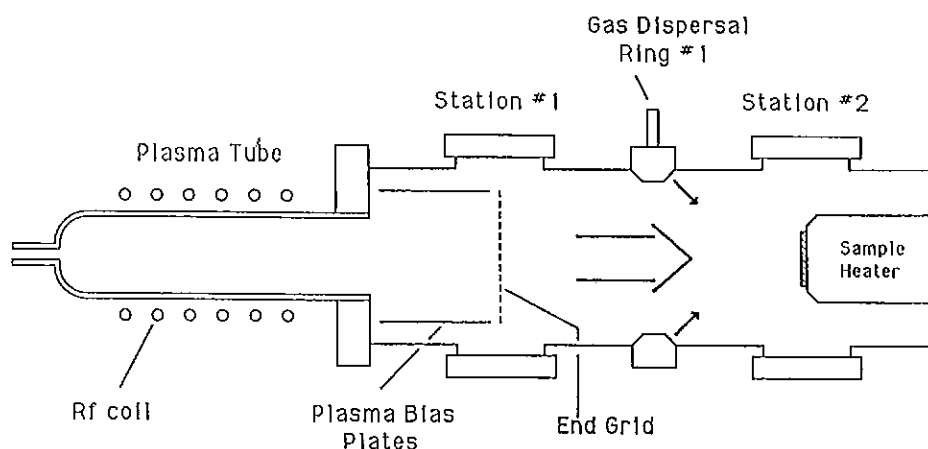 Gas Dispersal
Ring #1
Station #1
Station #2
Plasma Tube
Sample
Heater
Rf coil
Plasma Bias
Plates
End Grid